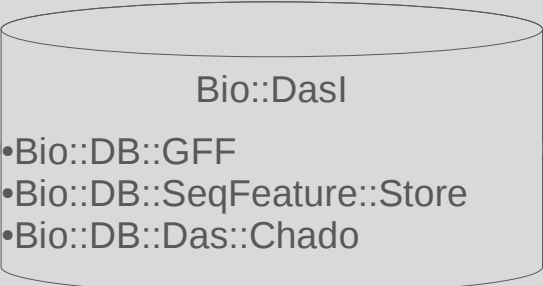 Bio::DasI
•Bio::DB::GFF
•Bio::DB::SeqFeature::Store
•Bio::DB::Das::Chado